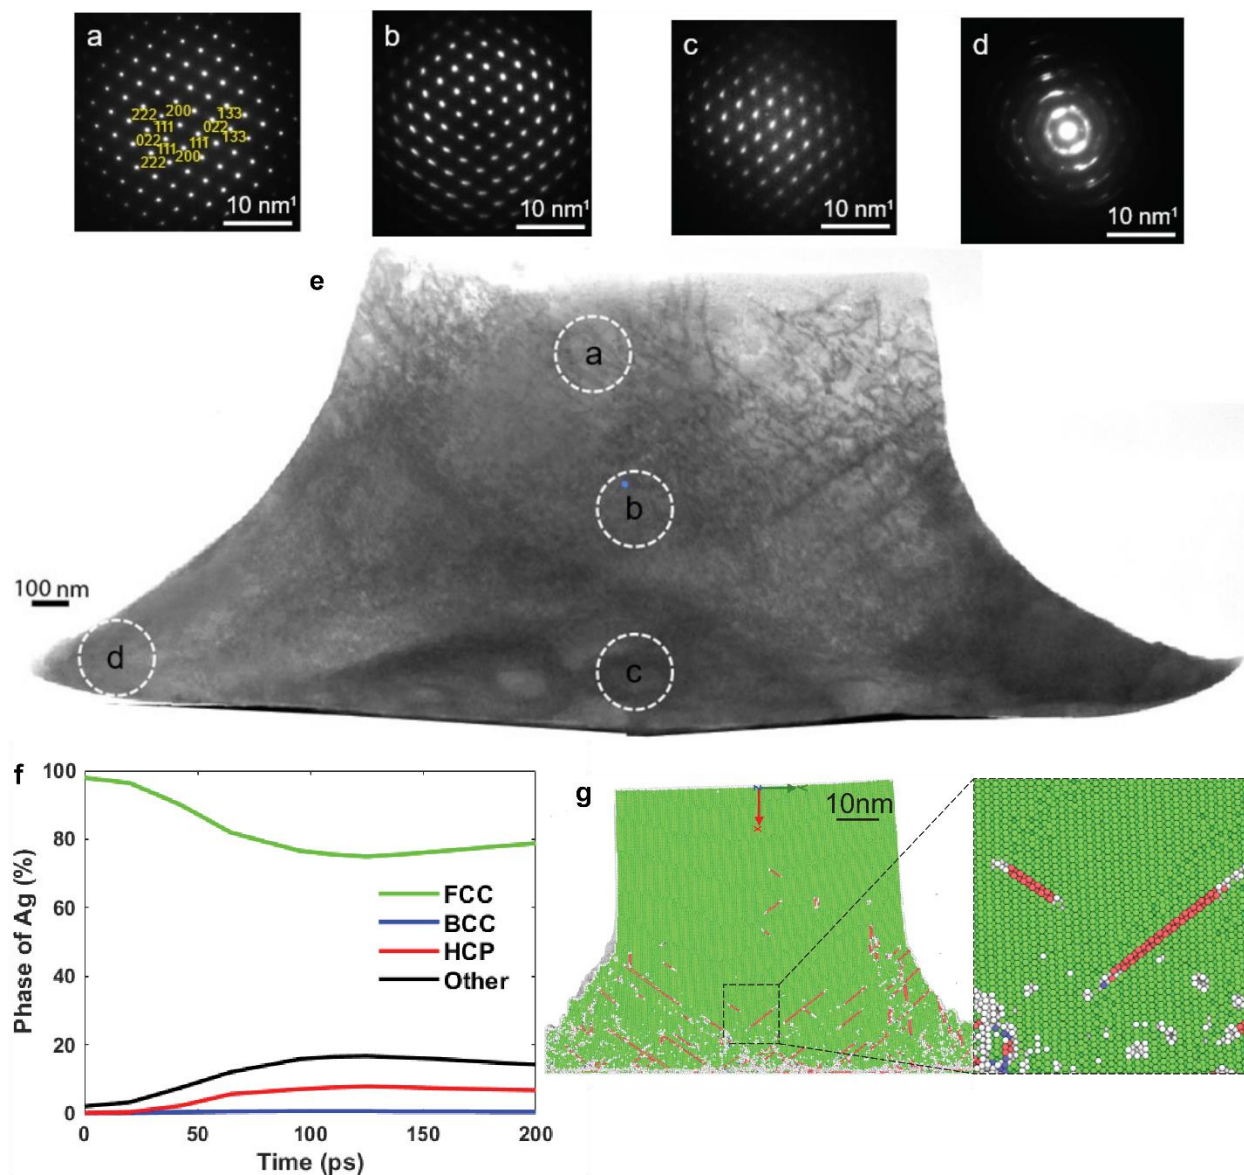 a
b
c
d
222
200
133
111
022
022
111
133
111
222
200
10 nm¹
10 nm¹
10 nm¹
10 nm¹
e
a
b
100 nm
d
c
f
100
80
60
40
20
0
Phase of Ag (%)
FCC
BCC
HCP
Other
0
50
100
150
200
Time (ps)
g
Z
Y
X
10nm